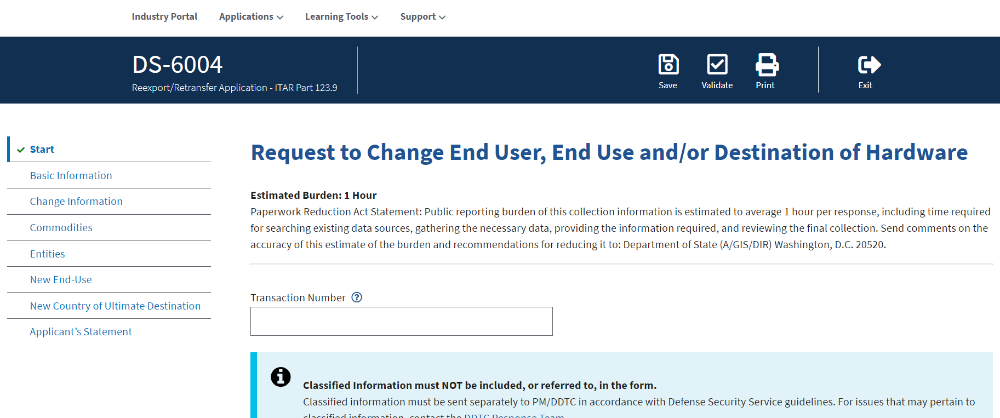 Industry Portal Applications Learning Tools Support
DS-6004
Reexport/Retransfer Application - ITAR Part 123.9
Save Validate Print Exit
Start
Basic Information
Change Information
Commodities
Entities
New End-Use
New Country of Ultimate Destination
Applicant’s Statement
Request to Change End User, End Use and/or Destination of Hardware
Estimated Burden: 1 Hour
Paperwork Reduction Act Statement: Public reporting burden of this collection information is estimated to average 1 hour per response, including time required
for searching existing data sources, gathering the necessary data, providing the information required, and reviewing the final collection. Send comments on the
accuracy of this estimate of the burden and recommendations for reducing it to: Department of State (A/GIS/DIR) Washington, D.C. 20520.
Transaction Number ?
Classified Information must NOT be included, or referred to, in the form.
Classified information must be sent separately to PM/DDTC in accordance with Defense Security Service guidelines. For issues that may pertain to
classified information, contact the DDTC Response Team.